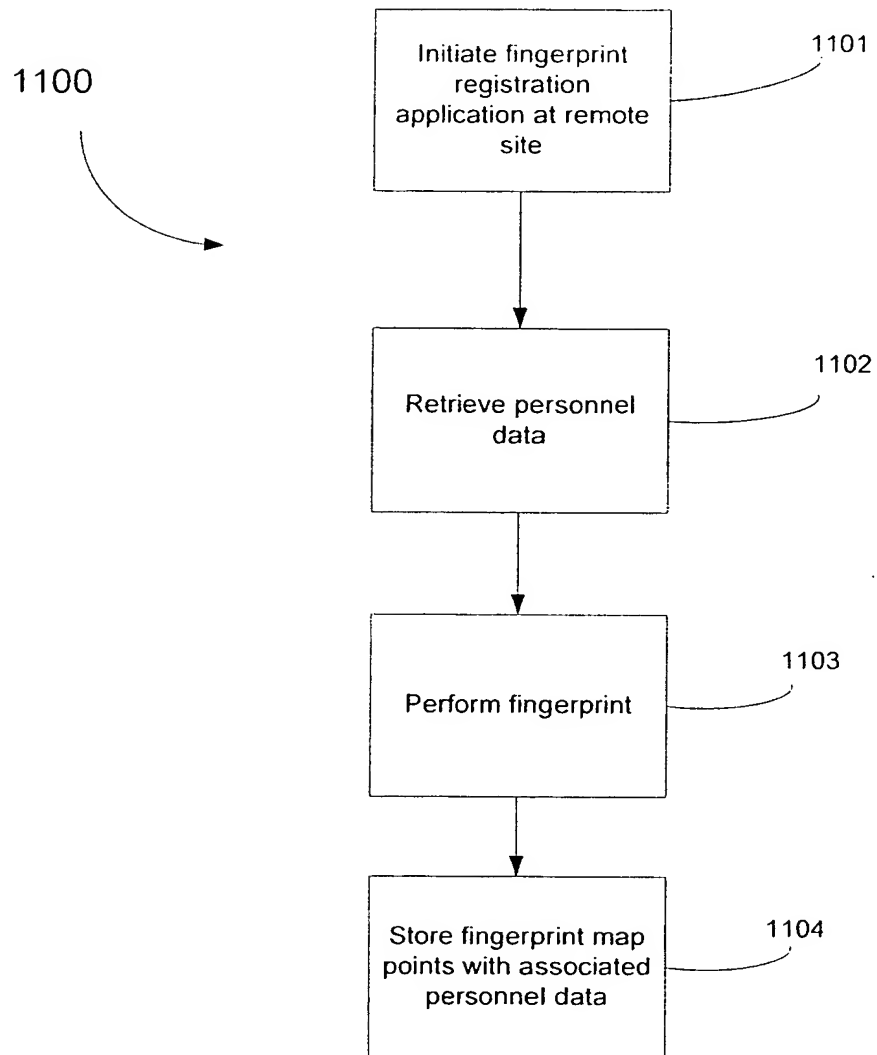 1100
Initiate fingerprint
registration
application at remote
site
1101
Retrieve personnel
data
1102
Perform fingerprint
1103
Store fingerprint map
points with associated
personnel data
1104